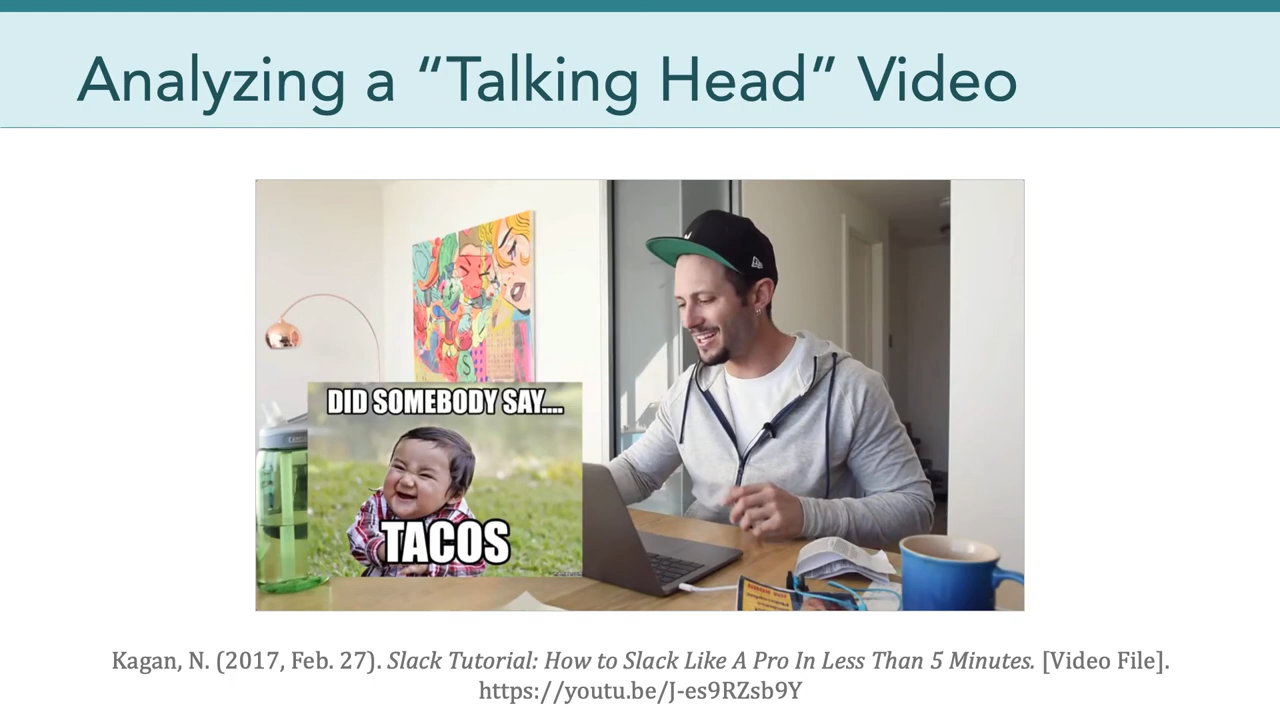 Analyzing a “Talking Head” Video
DID SOMEBODY SAY....
TACOS
Kagan, N. (2017, Feb. 27). Slack Tutorial: How to Slack Like A Pro In Less Than 5 Minutes. [Video File].
https://youtu.be/J-es9RZsb9Y